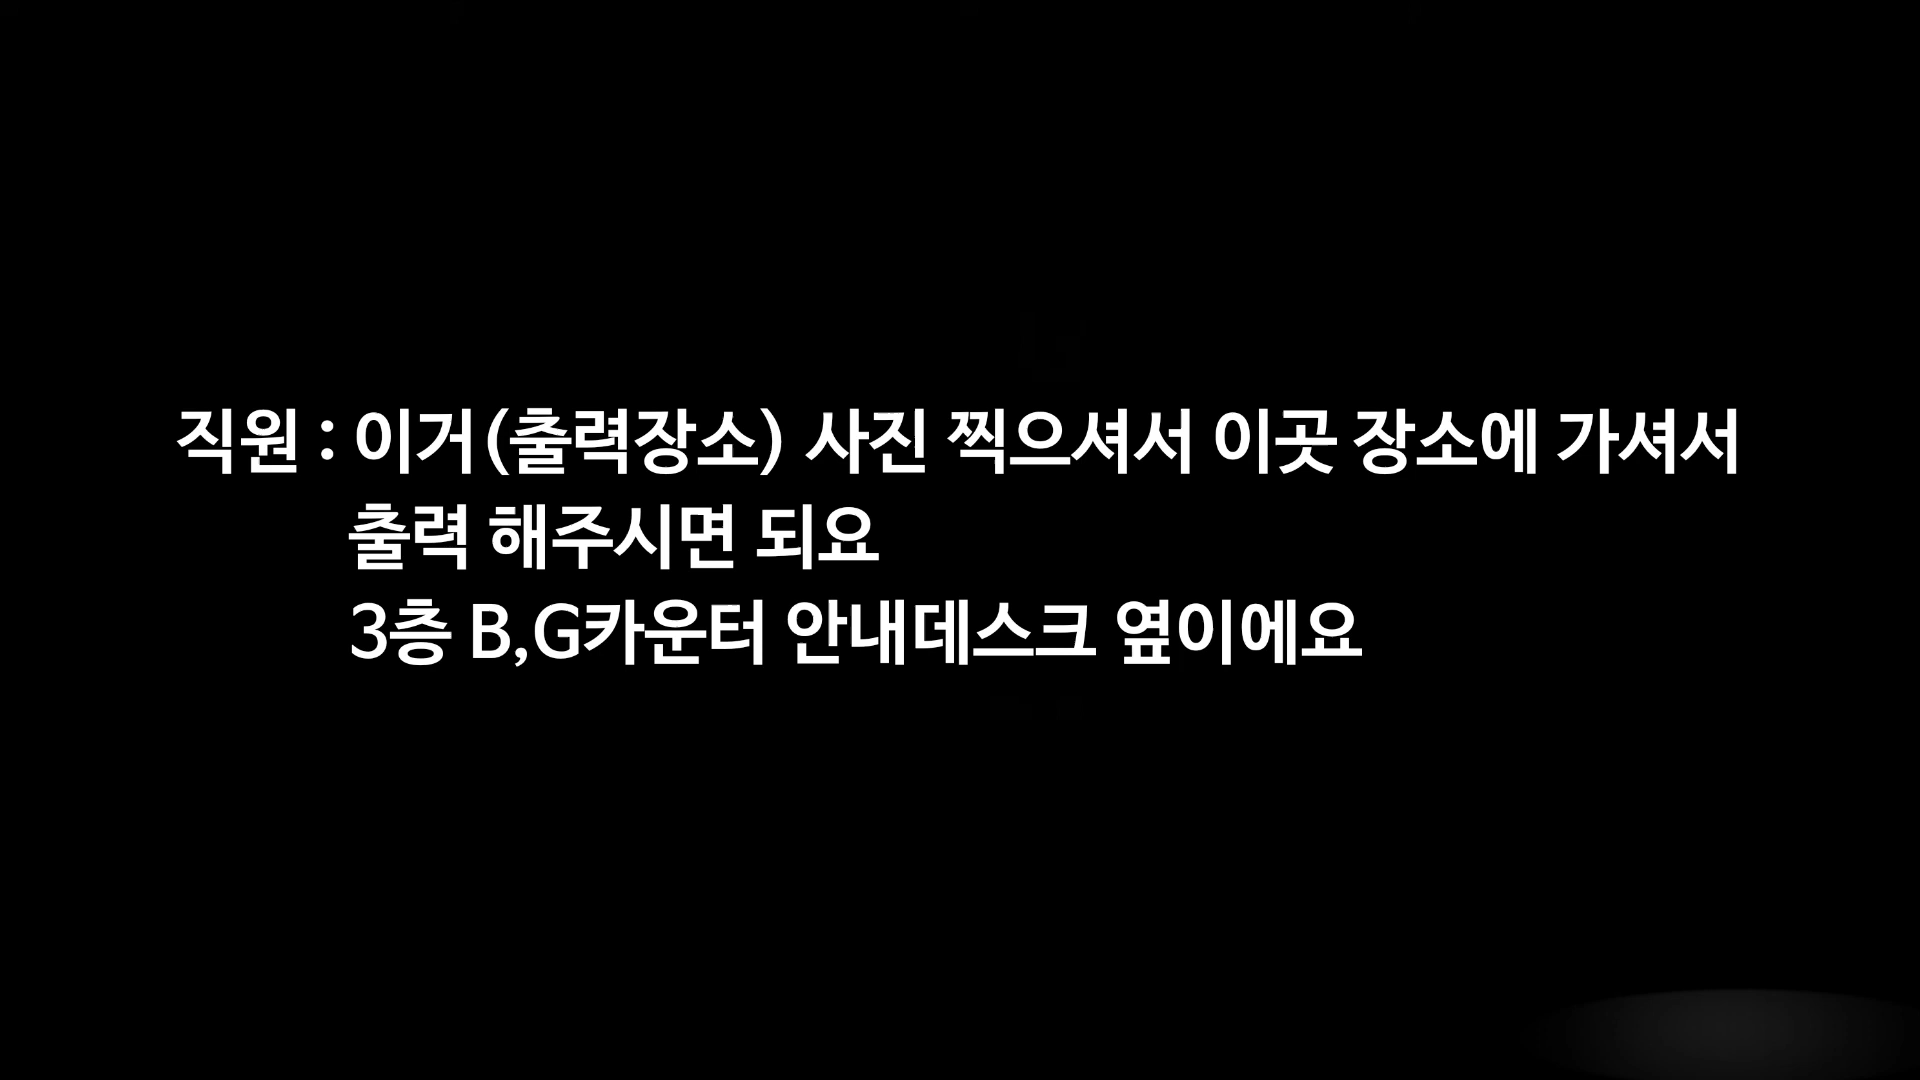 직원 : 이거(출력장소) 사진 찍으셔서 이곳 장소에 가셔서
출력 해주시면 되요
3층 B,G카운터 안내데스크 옆이에요